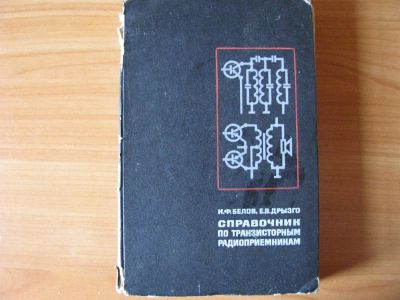 И.Ф.БЕЛОВ, Е.В.ДРЫЗГО
СПРАВОЧНИК
ПО ТРАНЗИСТОРНЫМ
РАДИОПРИЕМНИКАМ